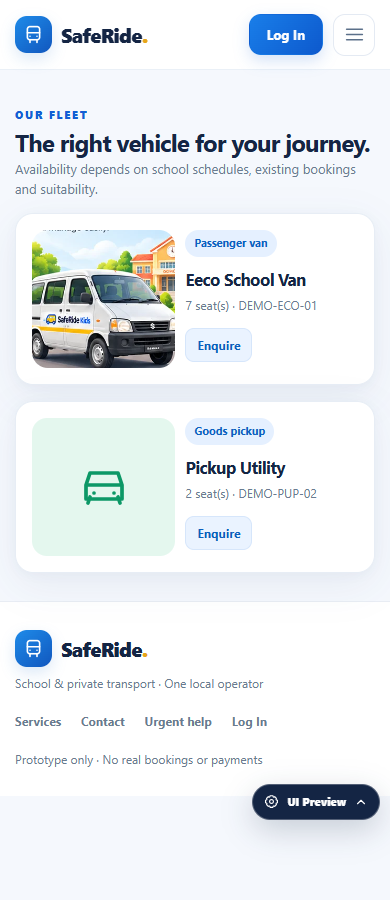 SafeRide.
Log In
OUR FLEET
The right vehicle for your journey.
Availability depends on school schedules, existing bookings
and suitability.
SafeRide Kids
Passenger van
Eeco School Van
7 seat(s) · DEMO-ECO-01
Enquire
Goods pickup
Pickup Utility
2 seat(s) · DEMO-PUP-02
Enquire
SafeRide.
School & private transport · One local operator
Services Contact Urgent help Log In
Prototype only · No real bookings or payments
UI Preview